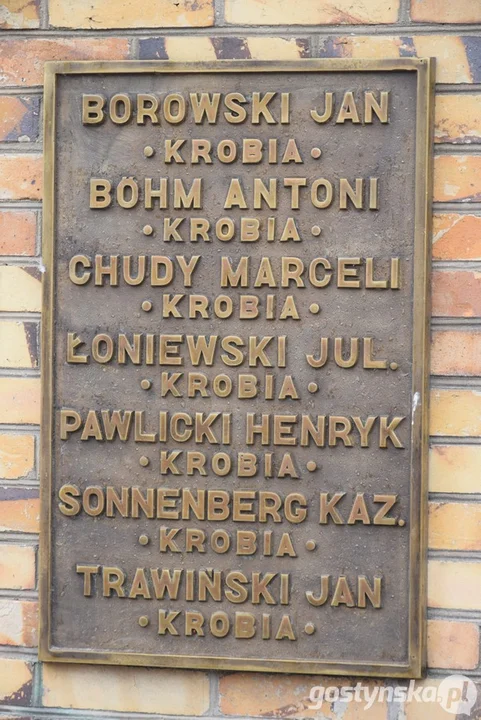 BOROWSKI JAN
• KROBIA •
BÖHM ANTONI
• KROBIA •
CHUDY MARCELI
• KROBIA •
ŁONIEWSKI JUL.
• KROBIA •
PAWLICKI HENRYK
• KROBIA •
SONNENBERG KAZ.
• KROBIA •
TRAWIŃSKI JAN
• KROBIA •
gostynska.pl